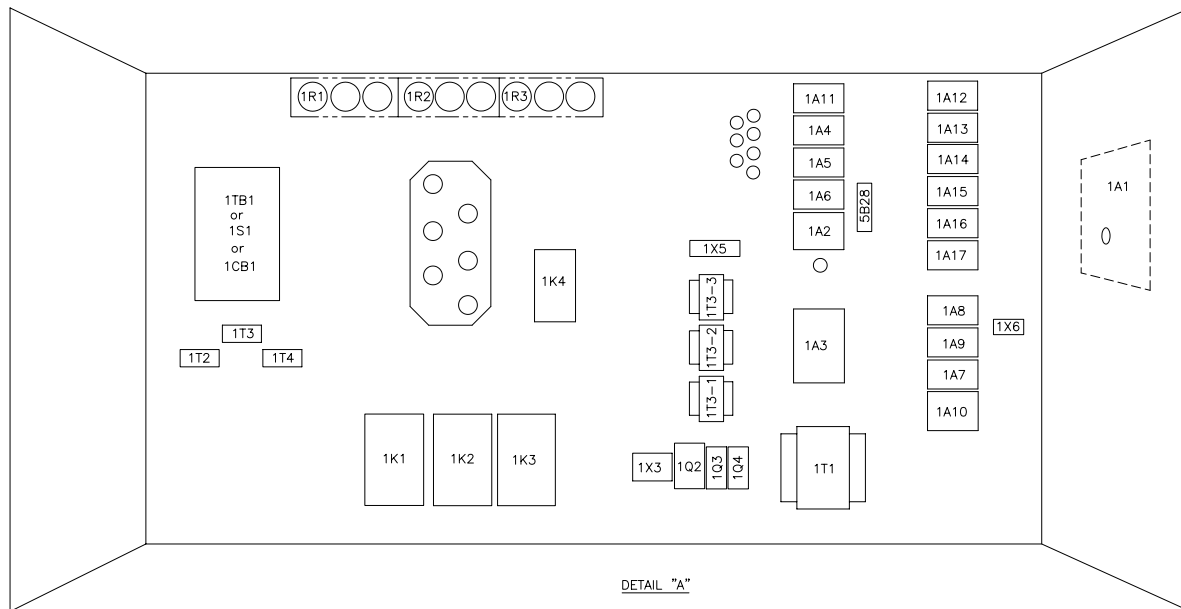 1R1
1R2
1R3
1A11
1A4
1A5
1A6
1A2
5B28
1A12
1A13
1A14
1A15
1A16
1A17
1A1
1TB1
or
1S1
or
1CB1
1K4
1X5
1T3-3
1T3-2
1T3-1
1A3
1A8
1A9
1A7
1A10
1X6
1T3
1T2
1T4
1K1
1K2
1K3
1X3
1Q2
1Q3
1Q4
1T1
DETAIL "A"